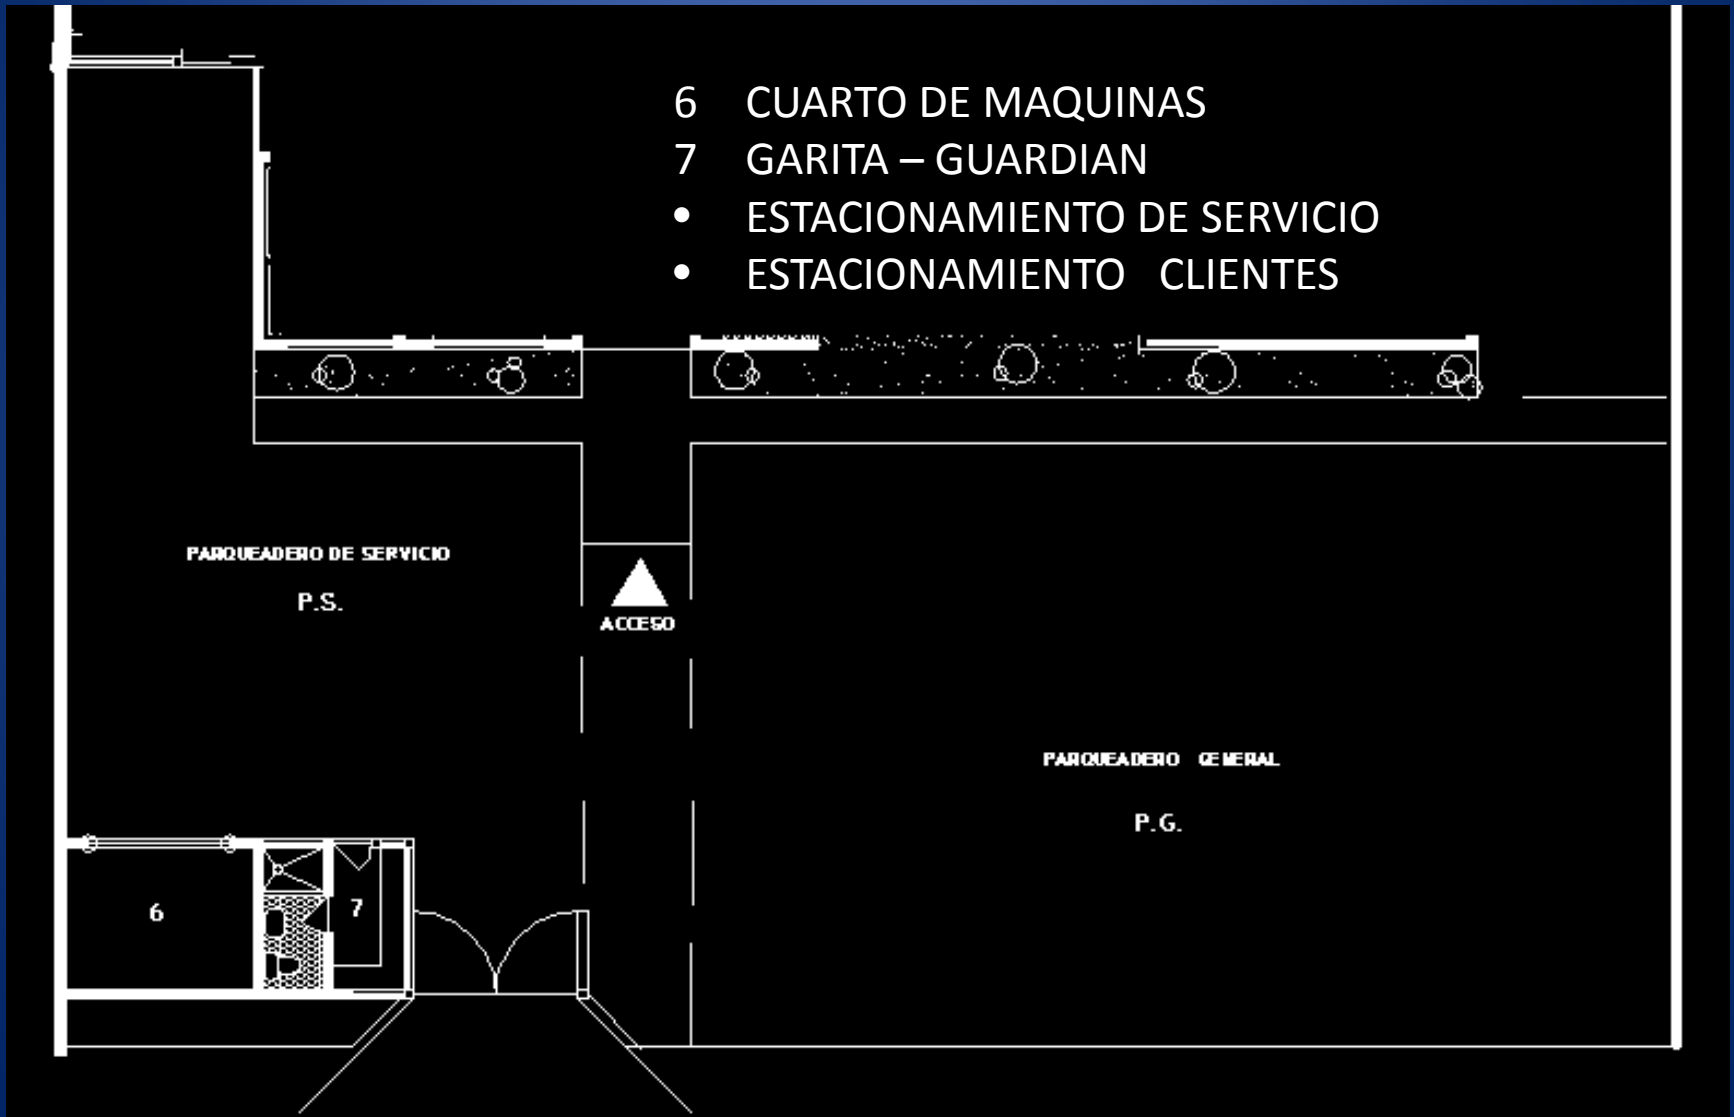 6 CUARTO DE MAQUINAS
7 GARITA – GUARDIAN
• ESTACIONAMIENTO DE SERVICIO
• ESTACIONAMIENTO CLIENTES
PARQUEADERO DE SERVICIO
P.S.
ACCESO
PARQUEADERO GENERAL
P.G.
6
7